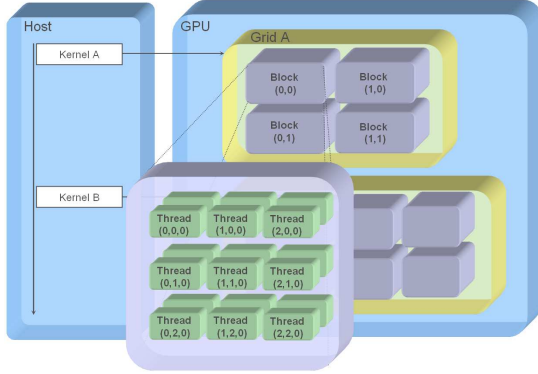 Host
GPU
Grid A
Kernel A
Block
(0,0)
Block
(1,0)
Block
(0,1)
Block
(1,1)
Kernel B
Thread
(0,0,0)
Thread
(1,0,0)
Thread
(2,0,0)
Thread
(0,1,0)
Thread
(1,1,0)
Thread
(2,1,0)
Thread
(0,2,0)
Thread
(1,2,0)
Thread
(2,2,0)